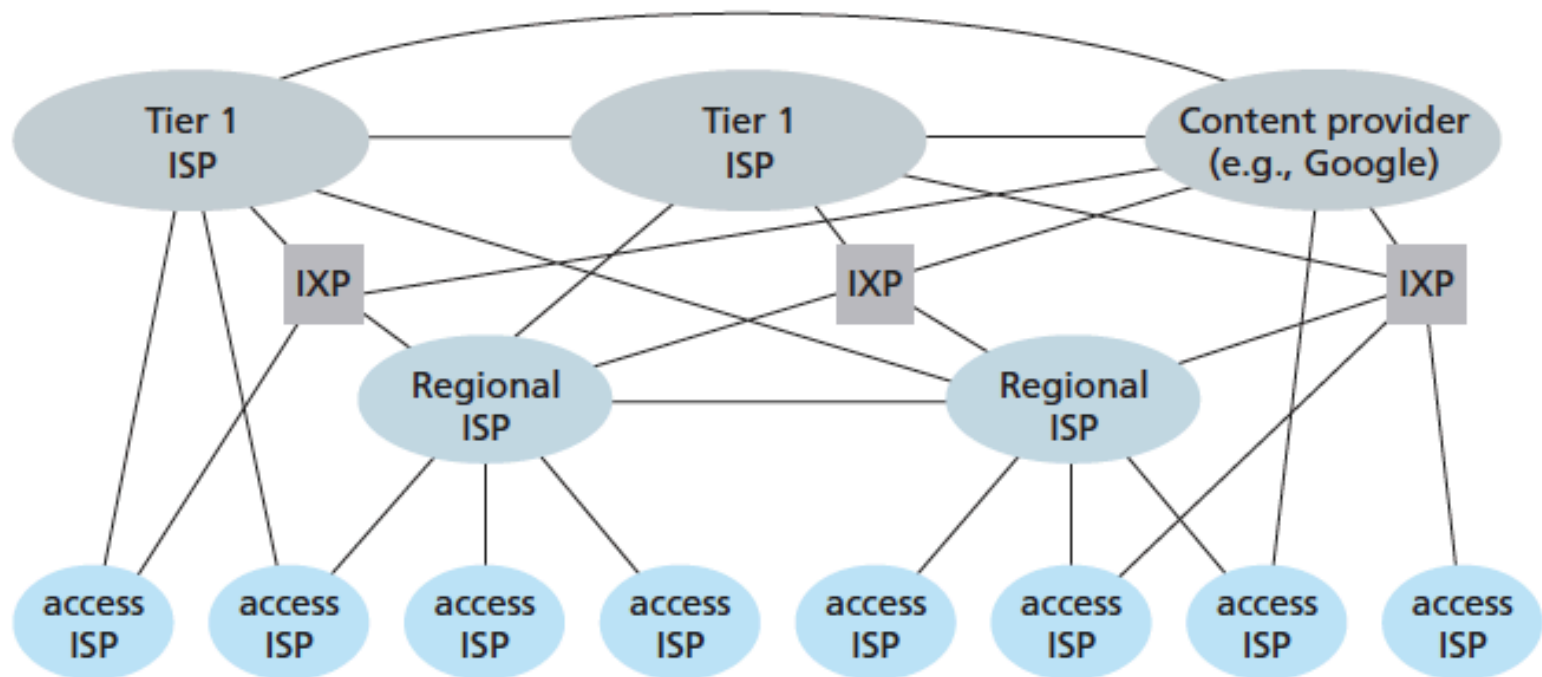 Tier 1
ISP
Tier 1
ISP
Content provider
(e.g., Google)
IXP
IXP
IXP
Regional
ISP
Regional
ISP
access
ISP
access
ISP
access
ISP
access
ISP
access
ISP
access
ISP
access
ISP
access
ISP